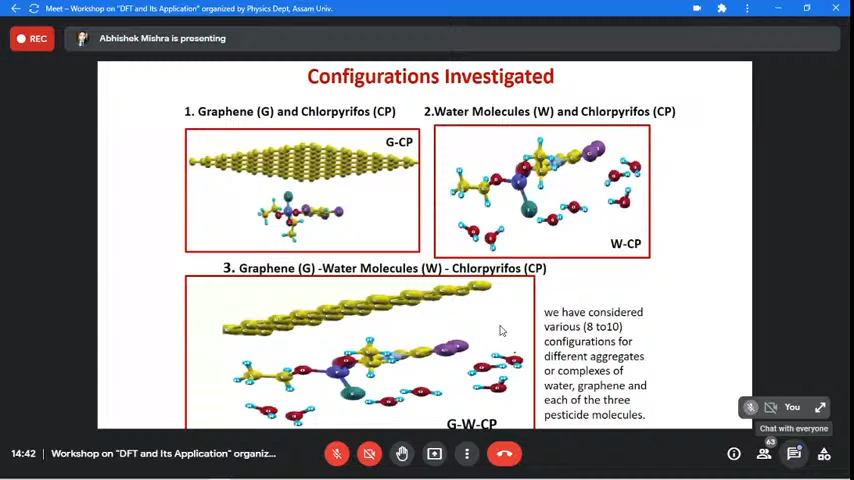 Meet – Workshop on "DFT and Its Application" organized by Physics Dept, Assam Univ.
REC
Abhishek Mishra is presenting
Configurations Investigated
1. Graphene (G) and Chlorpyrifos (CP)
2.Water Molecules (W) and Chlorpyrifos (CP)
G-CP
W-CP
3. Graphene (G) -Water Molecules (W) - Chlorpyrifos (CP)
we have considered
various (8 to10)
configurations for
different aggregates
or complexes of
water, graphene and
each of the three
pesticide molecules.
G-W-CP
You
Chat with everyone
63
14:42
Workshop on "DFT and Its Application" organiz...